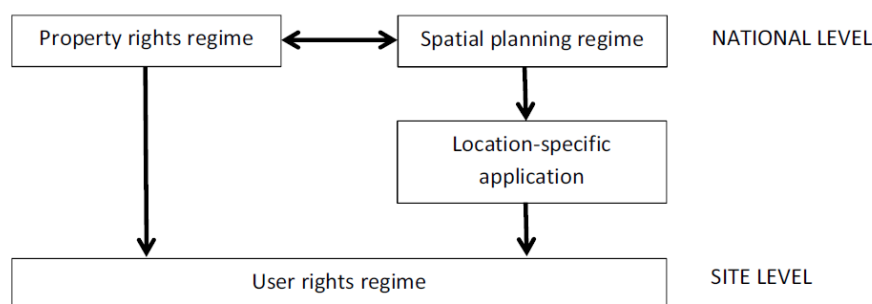 Property rights regime
Spatial planning regime
NATIONAL LEVEL
Location-specific
application
User rights regime
SITE LEVEL